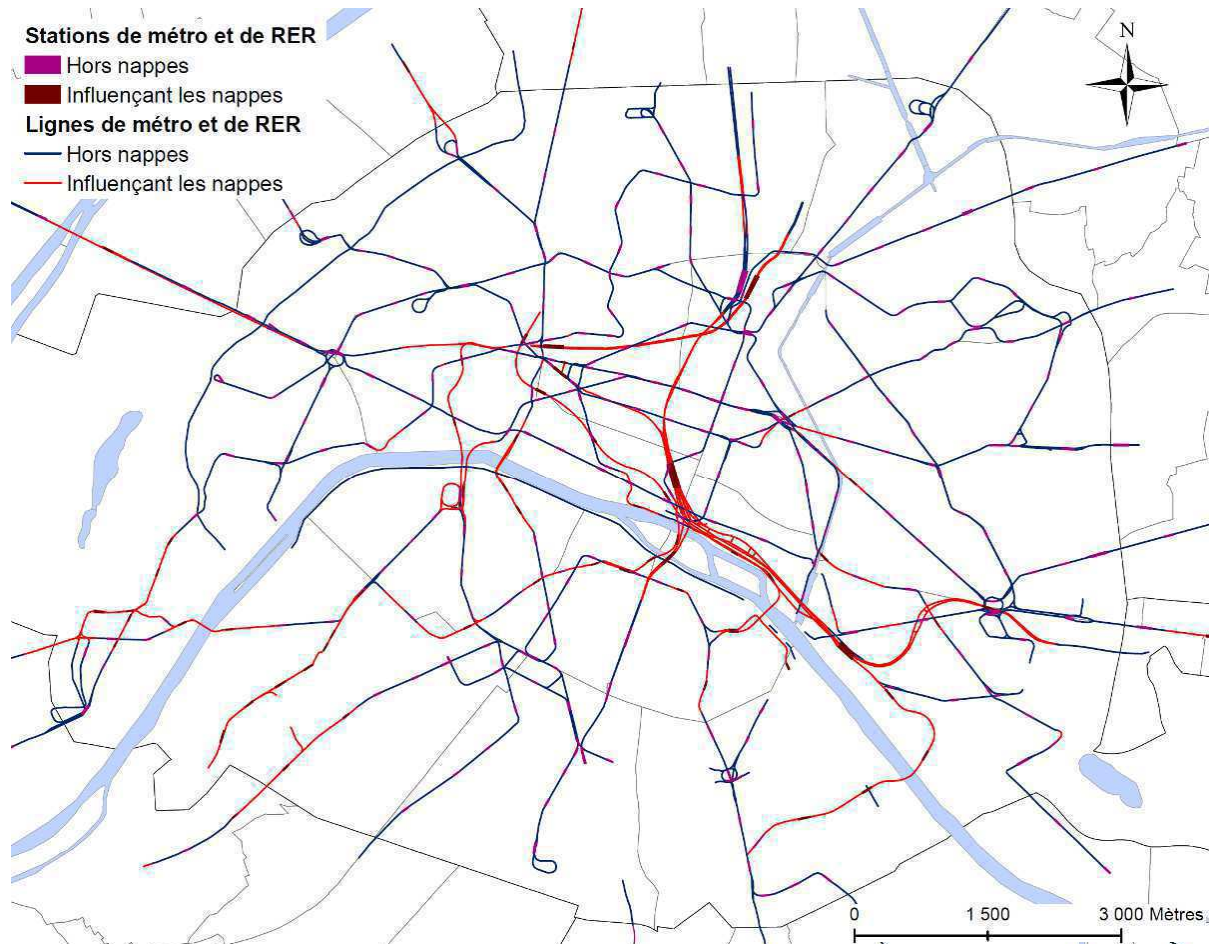 Stations de métro et de RER
Hors nappes
Influençant les nappes
Lignes de métro et de RER
Hors nappes
Influençant les nappes
N
0 1 500 3 000 Mètres